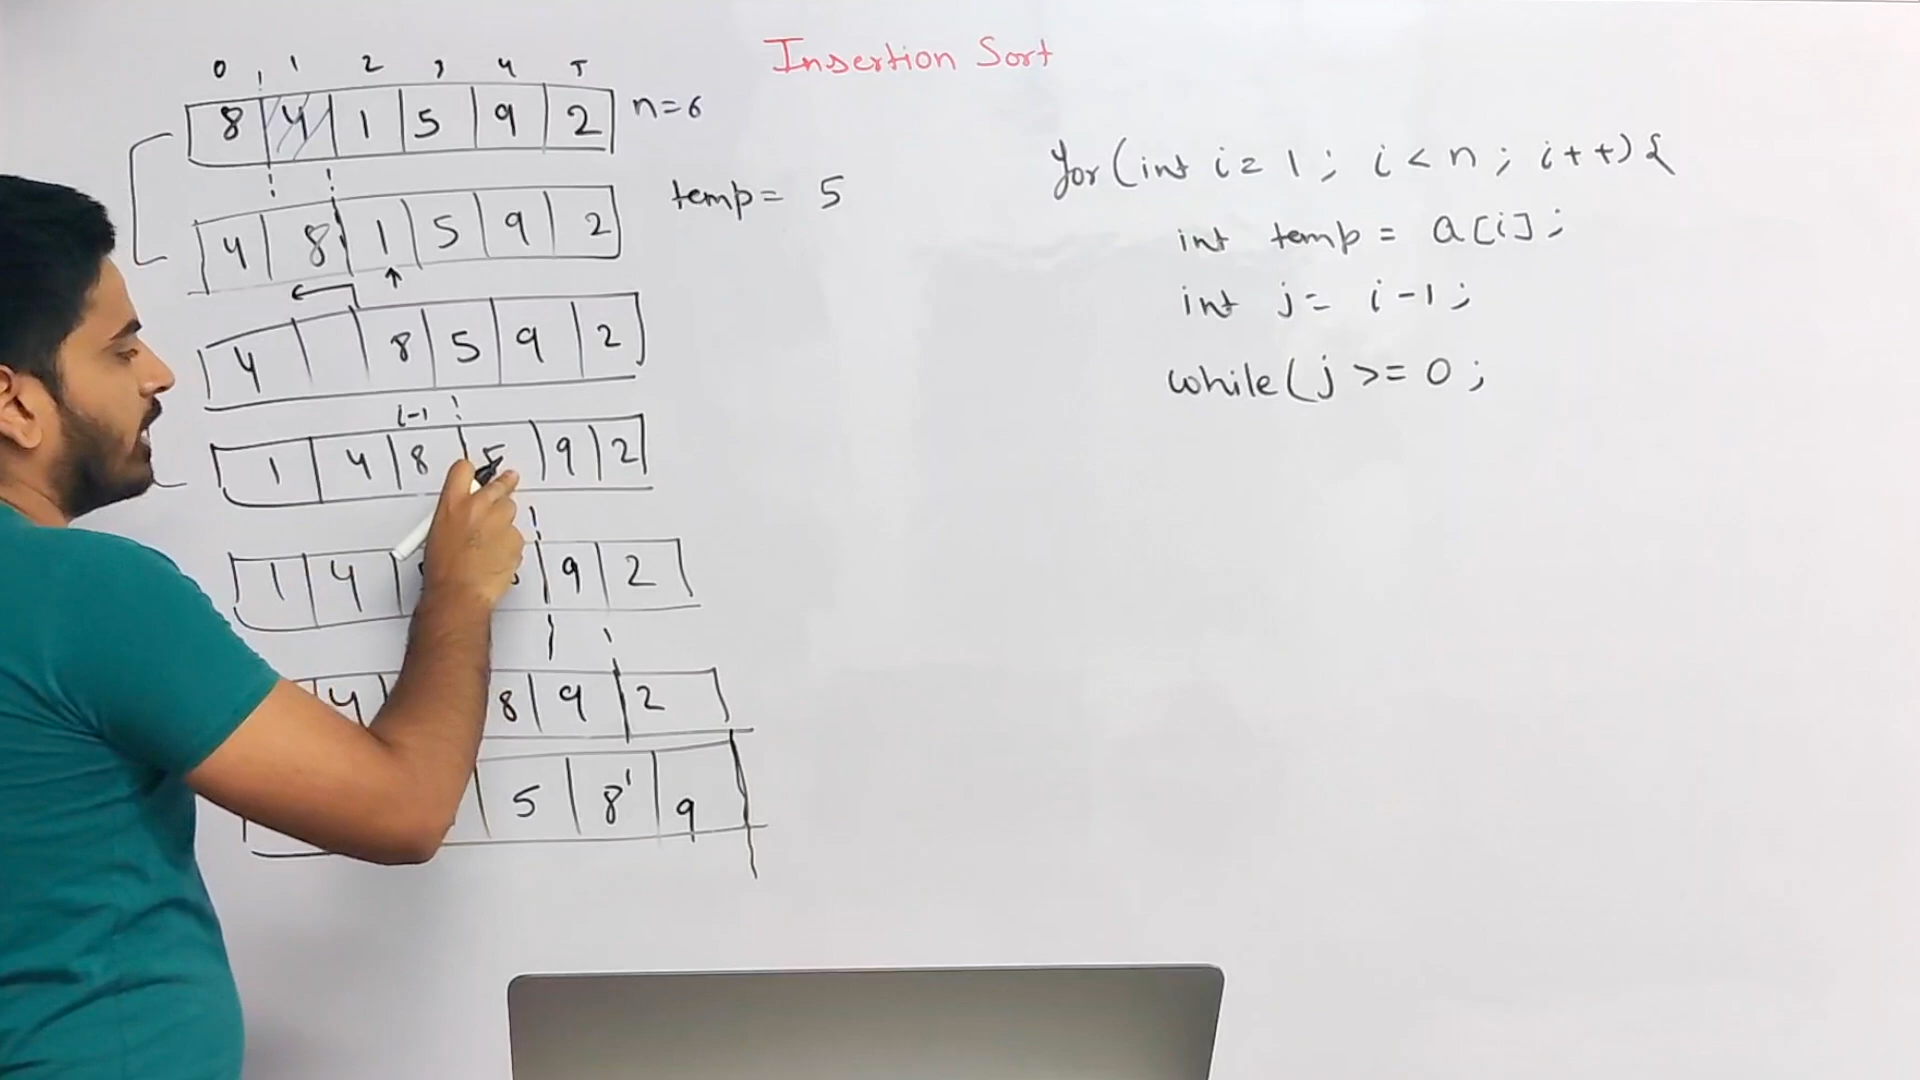 Insertion Sort
0 1 2 3 4 5
8 4 1 5 9 2 n=6
temp= 5
4 8 1 5 9 2
4 8 5 9 2
i-1
1 4 8 5 9 2
1 4 9 2
4 8 9 2
5 8 9
for(int i=1; i<n; i++){
int temp = a[i];
int j= i-1;
while(j >= 0;